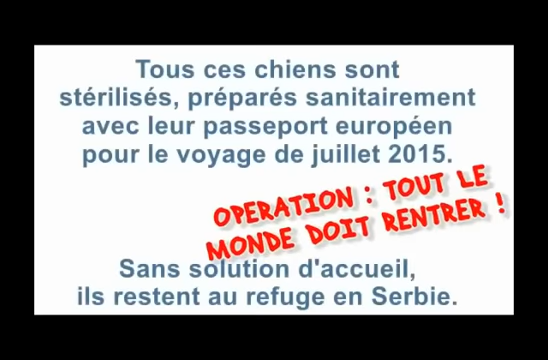 Tous ces chiens sont
stérilisés, préparés sanitairement
avec leur passeport européen
pour le voyage de juillet 2015.
OPERATION : TOUT LE
MONDE DOIT RENTRER !
Sans solution d'accueil,
ils restent au refuge en Serbie.